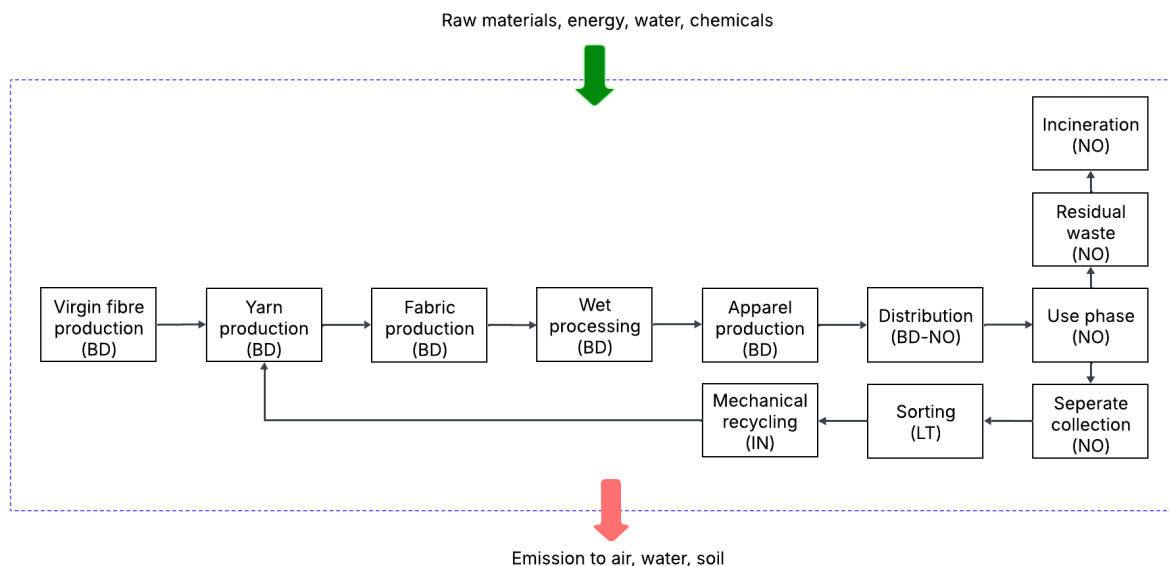 Raw materials, energy, water, chemicals
Incineration
(NO)
Residual
waste
(NO)
Virgin fibre
production
(BD)
Yarn
production
(BD)
Fabric
production
(BD)
Wet
processing
(BD)
Apparel
production
(BD)
Distribution
(BD-NO)
Use phase
(NO)
Mechanical
recycling
(IN)
Sorting
(LT)
Seperate
collection
(NO)
Emission to air, water, soil